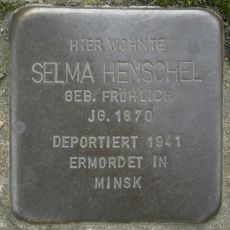 HIER WOHNTE
SELMA HENSCHEL
GEB. FRÖHLICH
JG. 1870
DEPORTIERT 1941
ERMORDET IN
MINSK